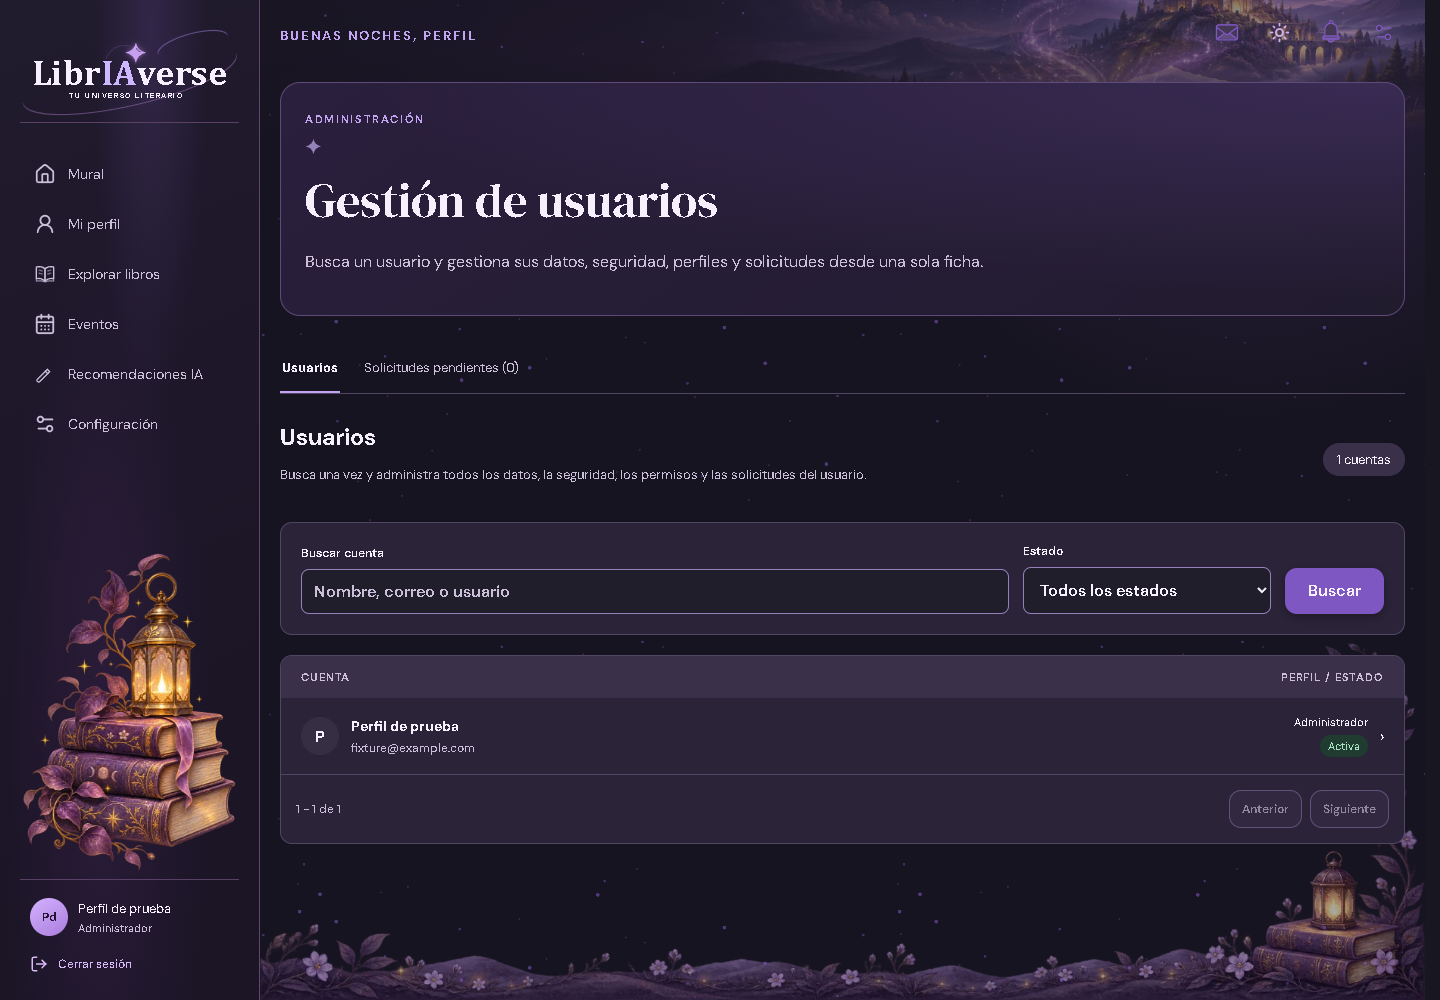 LibrIAverse
TU UNIVERSO LITERARIO
Mural
Mi perfil
Explorar libros
Eventos
Recomendaciones IA
Configuración
Pd
Perfil de prueba
Administrador
Cerrar sesión
BUENAS NOCHES, PERFIL
ADMINISTRACIÓN
Gestión de usuarios
Busca un usuario y gestiona sus datos, seguridad, perfiles y solicitudes desde una sola ficha.
Usuarios
Solicitudes pendientes (0)
Usuarios
Busca una vez y administra todos los datos, la seguridad, los permisos y las solicitudes del usuario.
1 cuentas
Buscar cuenta
Nombre, correo o usuario
Estado
Todos los estados
Buscar
CUENTA
PERFIL / ESTADO
P
Perfil de prueba
fixture@example.com
Administrador
Activa
1–1 de 1
Anterior
Siguiente